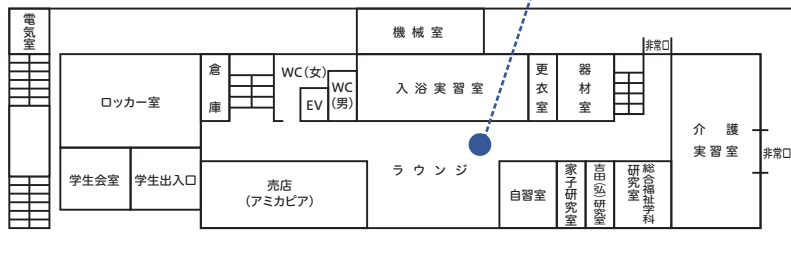 電気室
機械室
非常口
倉庫
WC(女)
WC
(男)
EV
入浴実習室
更衣室
器材室
ロッカー室
介護
実習室
非常口
学生会室
学生出入口
売店
(アミカピア)
ラウンジ
自習室
家子研究室
吉田(弘)研究室
総合福祉学科
研究室